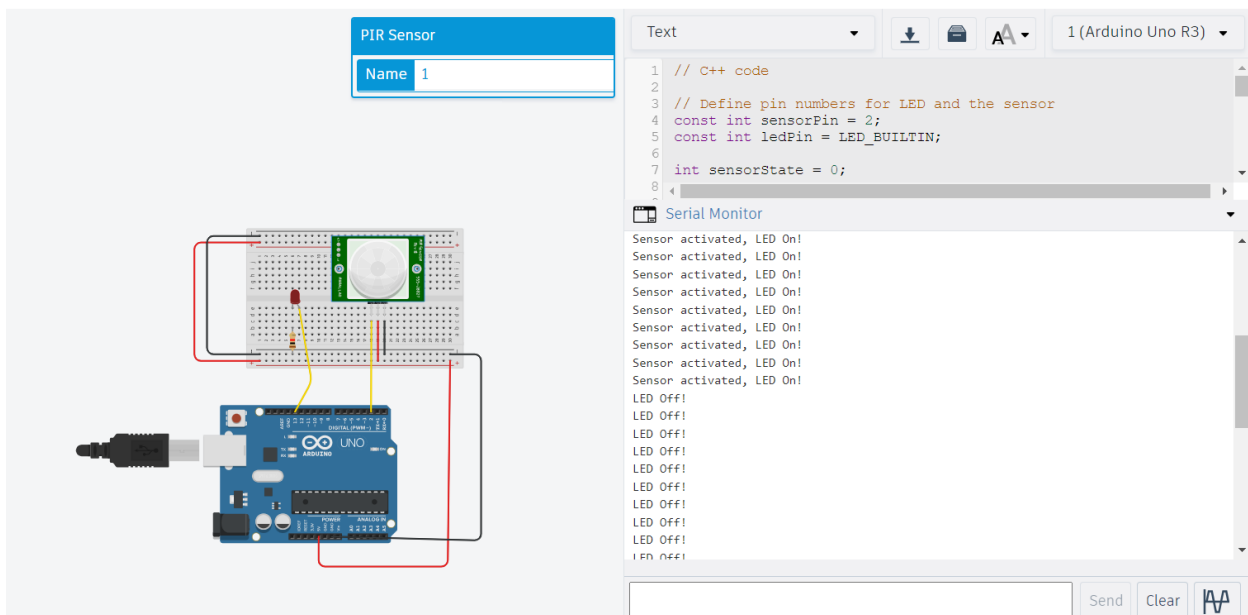 PIR Sensor
Name 1
Text
1 (Arduino Uno R3)
1 // C++ code
2
3 // Define pin numbers for LED and the sensor
4 const int sensorPin = 2;
5 const int ledPin = LED_BUILTIN;
6
7 int sensorState = 0;
8
Serial Monitor
Sensor activated, LED On!
Sensor activated, LED On!
Sensor activated, LED On!
Sensor activated, LED On!
Sensor activated, LED On!
Sensor activated, LED On!
Sensor activated, LED On!
Sensor activated, LED On!
Sensor activated, LED On!
LED Off!
LED Off!
LED Off!
LED Off!
LED Off!
LED Off!
LED Off!
LED Off!
LED Off!
LED Off!
Send
Clear
DIGITAL (PWM~)
UNO
ARDUINO
POWER
ANALOG IN